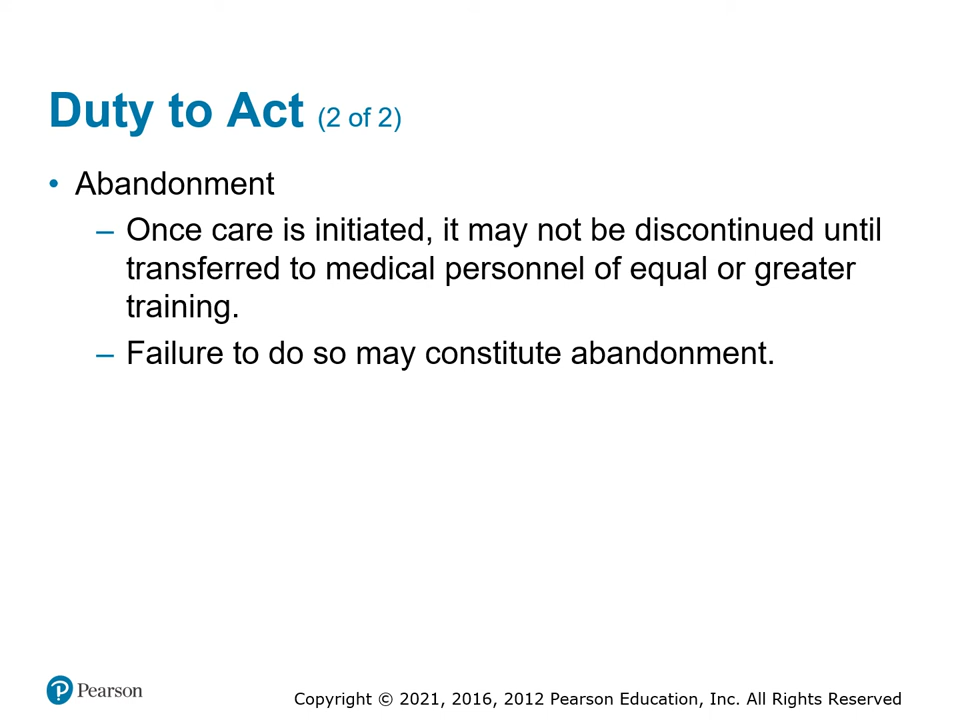 Duty to Act (2 of 2)
• Abandonment
– Once care is initiated, it may not be discontinued until
transferred to medical personnel of equal or greater
training.
– Failure to do so may constitute abandonment.
Pearson
Copyright © 2021, 2016, 2012 Pearson Education, Inc. All Rights Reserved